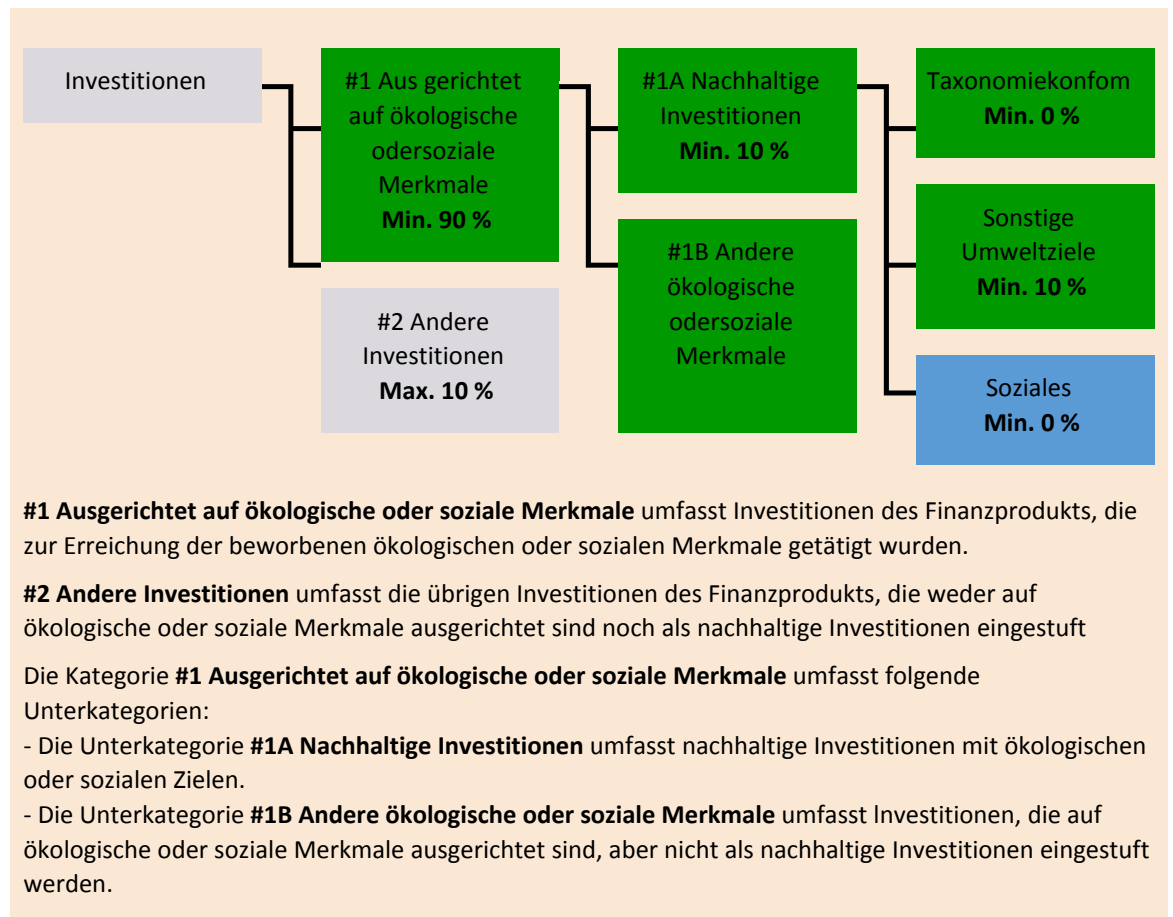 Investitionen
#1 Aus gerichtet
auf ökologische
odersoziale
Merkmale
Min. 90 %
#2 Andere
Investitionen
Max. 10 %
#1A Nachhaltige
Investitionen
Min. 10 %
#1B Andere
ökologische
odersoziale
Merkmale
Taxonomiekonfom
Min. 0 %
Sonstige
Umweltziele
Min. 10 %
Soziales
Min. 0 %
#1 Ausgerichtet auf ökologische oder soziale Merkmale umfasst Investitionen des Finanzprodukts, die
zur Erreichung der beworbenen ökologischen oder sozialen Merkmale getätigt wurden.
#2 Andere Investitionen umfasst die übrigen Investitionen des Finanzprodukts, die weder auf
ökologische oder soziale Merkmale ausgerichtet sind noch als nachhaltige Investitionen eingestuft
Die Kategorie #1 Ausgerichtet auf ökologische oder soziale Merkmale umfasst folgende
Unterkategorien:
- Die Unterkategorie #1A Nachhaltige Investitionen umfasst nachhaltige Investitionen mit ökologischen
oder sozialen Zielen.
- Die Unterkategorie #1B Andere ökologische oder soziale Merkmale umfasst lnvestitionen, die auf
ökologische oder soziale Merkmale ausgerichtet sind, aber nicht als nachhaltige Investitionen eingestuft
werden.